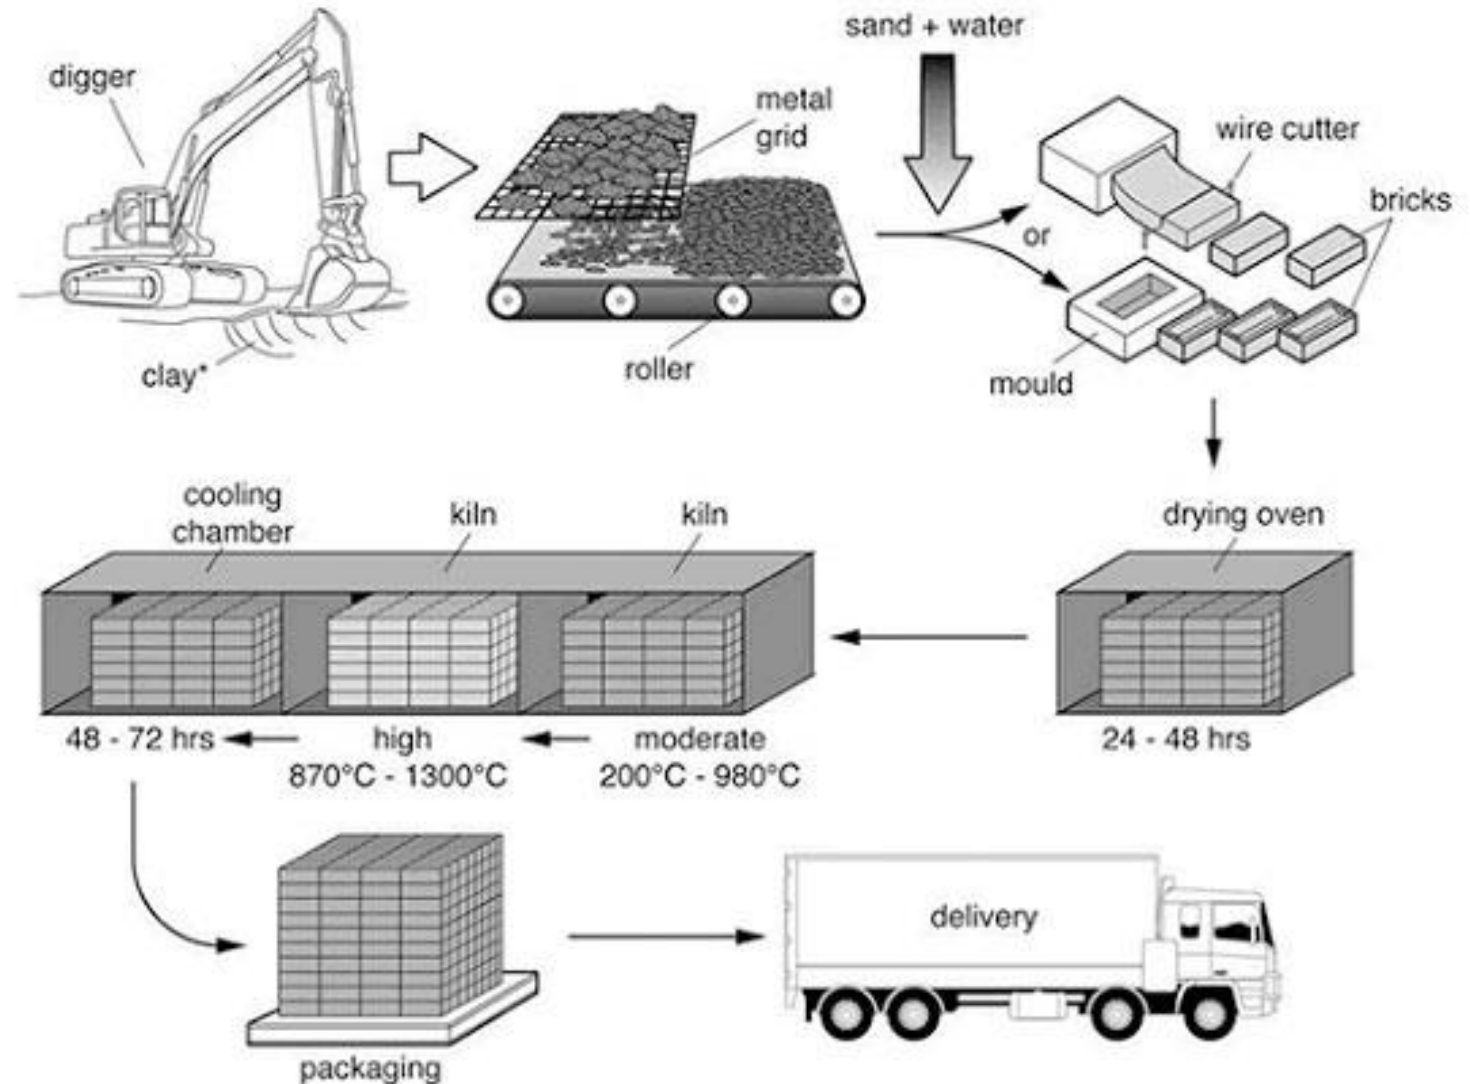 sand + water
digger
metal
grid
wire cutter
bricks
or
clay*
roller
mould
cooling
chamber
kiln
kiln
drying oven
48 - 72 hrs
high
870°C - 1300°C
moderate
200°C - 980°C
24 - 48 hrs
delivery
packaging